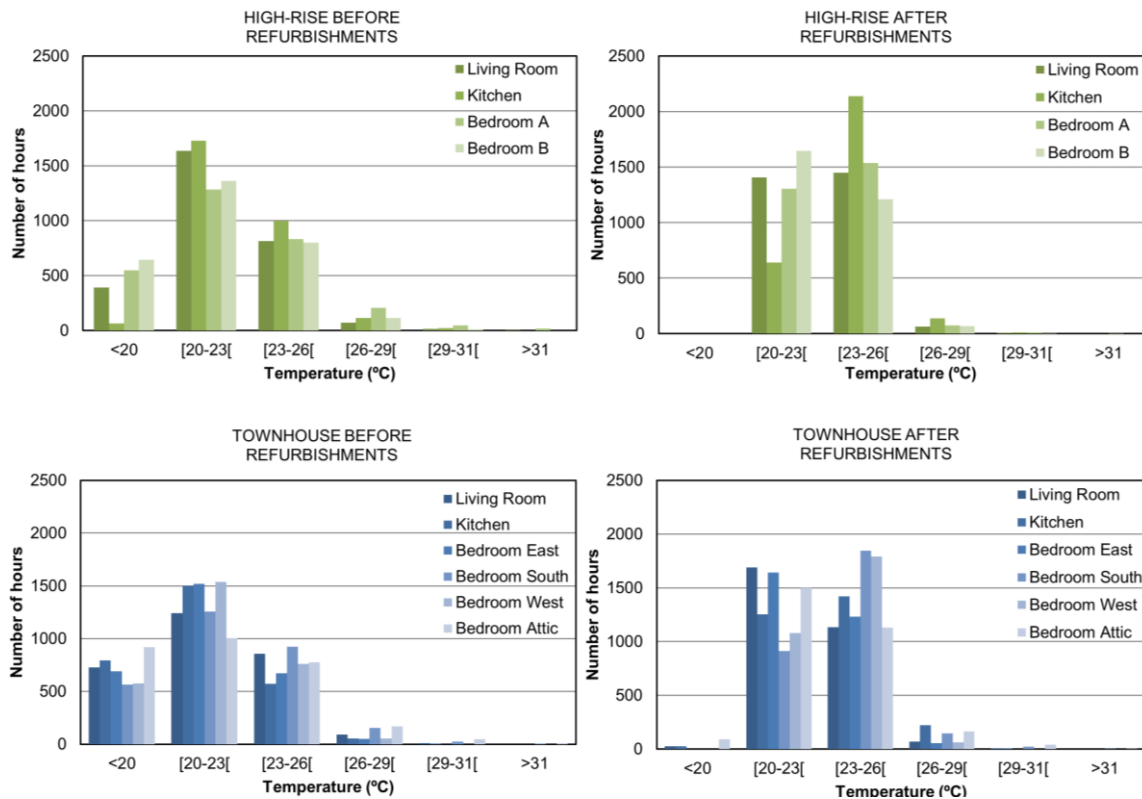 HIGH-RISE BEFORE
REFURBISHMENTS
2500
2000
1500
1000
500
0
Number of hours
Living Room
Kitchen
Bedroom A
Bedroom B
<20 [20-23[ [23-26[ [26-29[ [29-31[ >31
Temperature (ºC)
HIGH-RISE AFTER
REFURBISHMENTS
2500
2000
1500
1000
500
0
Number of hours
Living Room
Kitchen
Bedroom A
Bedroom B
<20 [20-23[ [23-26[ [26-29[ [29-31[ >31
Temperature (ºC)
TOWNHOUSE BEFORE
REFURBISHMENTS
2500
2000
1500
1000
500
0
Number of hours
Living Room
Kitchen
Bedroom East
Bedroom South
Bedroom West
Bedroom Attic
<20 [20-23[ [23-26[ [26-29[ [29-31[ >31
Temperature (ºC)
TOWNHOUSE AFTER
REFURBISHMENTS
2500
2000
1500
1000
500
0
Number of hours
Living Room
Kitchen
Bedroom East
Bedroom South
Bedroom West
Bedroom Attic
<20 [20-23[ [23-26[ [26-29[ [29-31[ >31
Temperature (ºC)